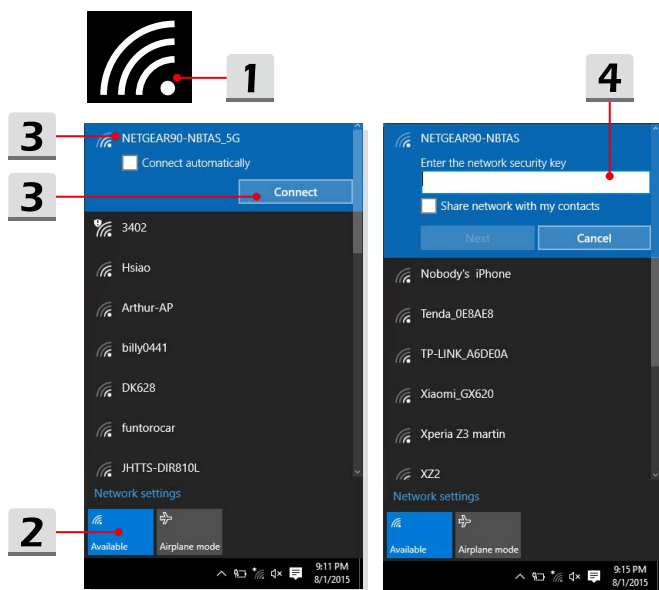 1
3
NETGEAR90-NBTAS_5G
Connect automatically
3
Connect
3402
Hsiao
Arthur-AP
billy0441
DK628
funtorocar
JHTTS-DIR810L
Network settings
2
Available
Airplane mode
9:11 PM
8/1/2015
4
NETGEAR90-NBTAS
Enter the network security key
Share network with my contacts
Next
Cancel
Nobody's iPhone
Tenda_0E8AE8
TP-LINK_A6DE0A
Xiaomi_GX620
Xperia Z3 martin
XZ2
Network settings
Available
Airplane mode
9:15 PM
8/1/2015